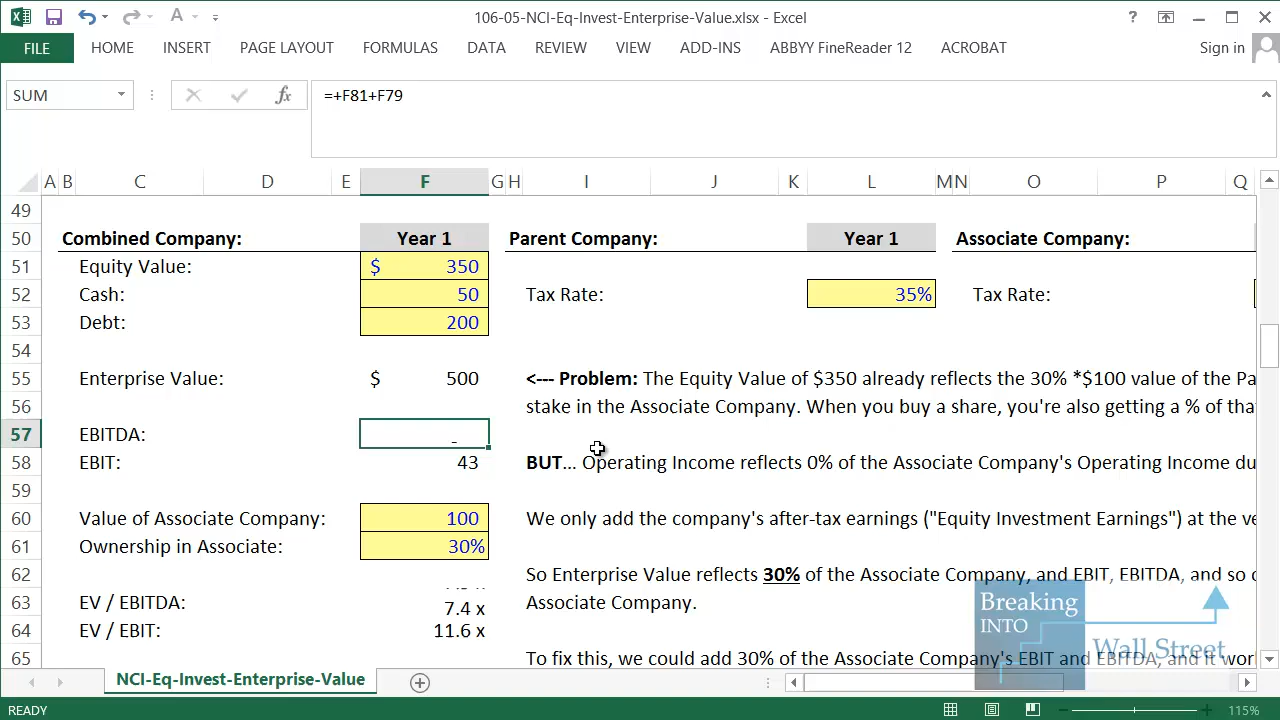 106-05-NCI-Eq-Invest-Enterprise-Value.xlsx - Excel
FILE HOME INSERT PAGE LAYOUT FORMULAS DATA REVIEW VIEW ADD-INS ABBYY FineReader 12 ACROBAT Sign in
SUM fx =+F81+F79
A B C D E F G H I J K L M N O P Q
49
50 Combined Company: Year 1 Parent Company: Year 1 Associate Company:
51 Equity Value: $ 350
52 Cash: 50 Tax Rate: 35% Tax Rate:
53 Debt: 200
54
55 Enterprise Value: $ 500 <--- Problem: The Equity Value of $350 already reflects the 30% *$100 value of the Pa
56 stake in the Associate Company. When you buy a share, you're also getting a % of tha
57 EBITDA: -
58 EBIT: 43 BUT... Operating Income reflects 0% of the Associate Company's Operating Income du
59
60 Value of Associate Company: 100 We only add the company's after-tax earnings ("Equity Investment Earnings") at the ve
61 Ownership in Associate: 30%
62 So Enterprise Value reflects 30% of the Associate Company, and EBIT, EBITDA, and so
63 EV / EBITDA: 7.4 x Associate Company.
64 EV / EBIT: 11.6 x
65 To fix this, we could add 30% of the Associate Company's EBIT and EBITDA, and it wor
Breaking
INTO
Wall Street
NCI-Eq-Invest-Enterprise-Value
READY 115%